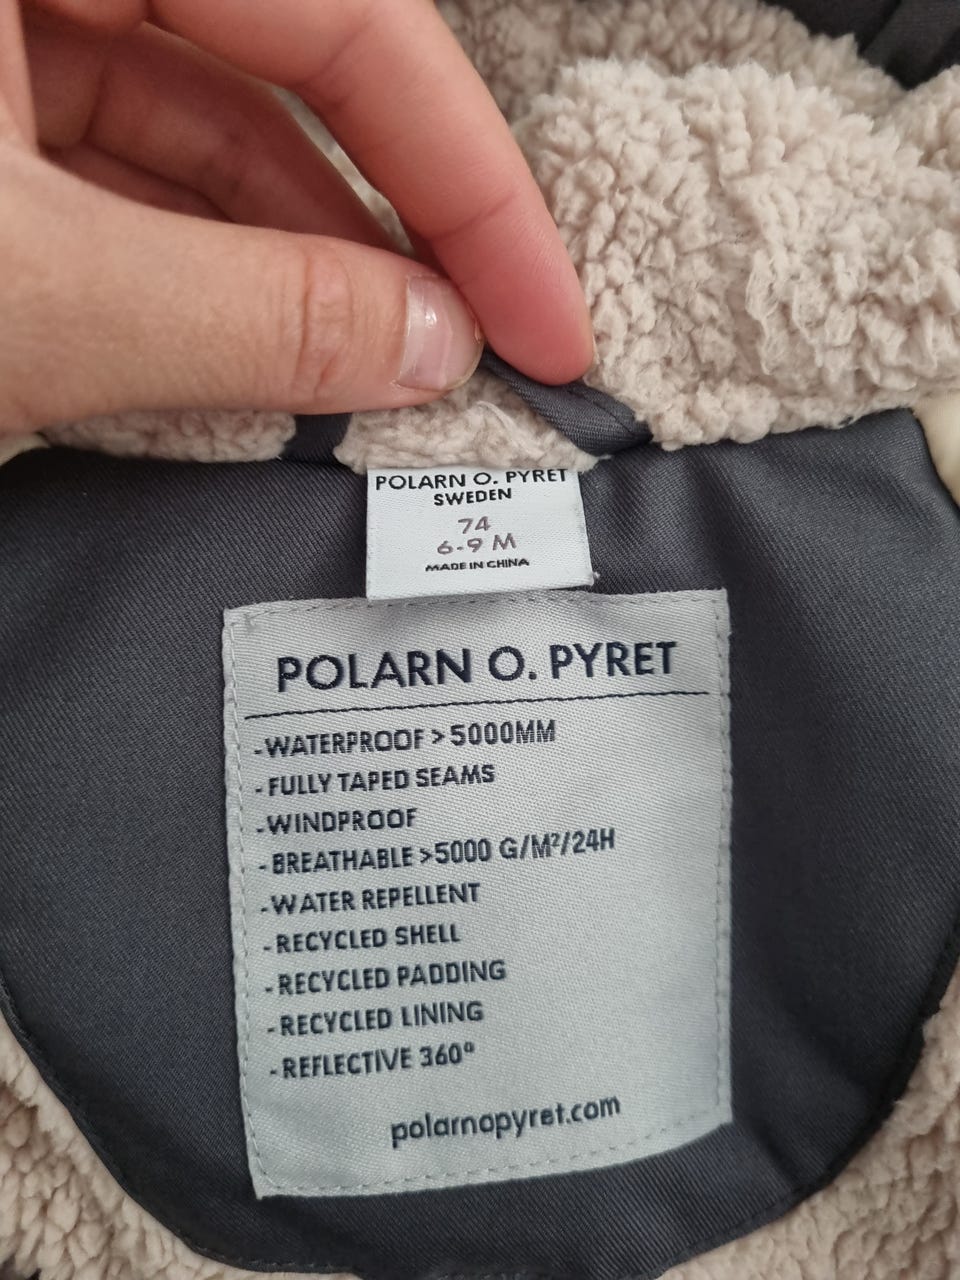 POLARN O. PYRET
SWEDEN
74
6-9 M
MADE IN CHINA
POLARN O. PYRET
-WATERPROOF > 5000MM
-FULLY TAPED SEAMS
-WINDPROOF
-BREATHABLE >5000 G/M²/24H
-WATER REPELLENT
-RECYCLED SHELL
-RECYCLED PADDING
-RECYCLED LINING
-REFLECTIVE 360°
polarnopyret.com